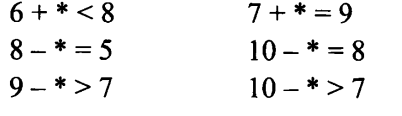 6 + * < 8
8 – * = 5
9 – * > 7
7 + * = 9
10 – * = 8
10 – * > 7